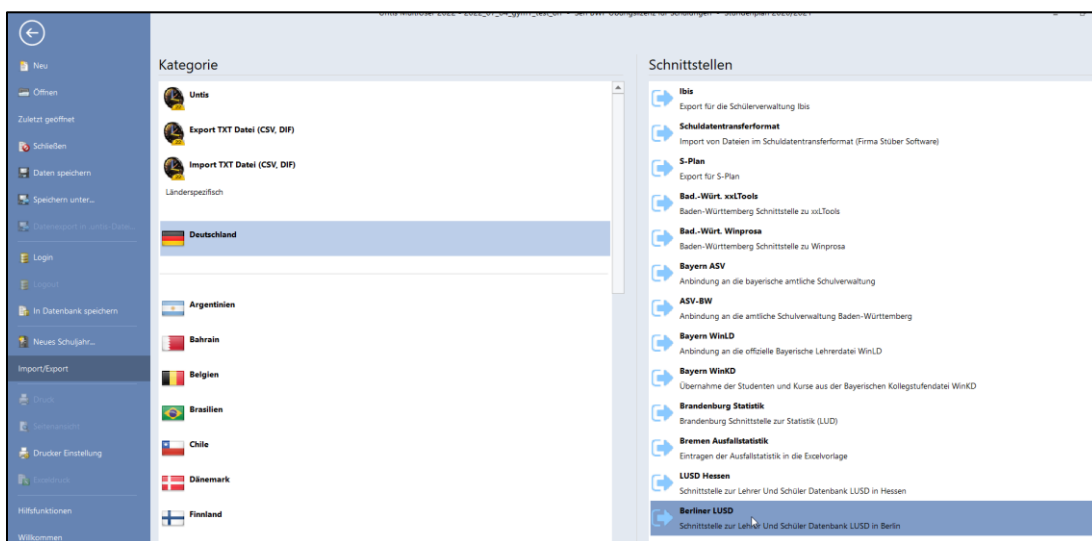 Neu
Öffnen
Zuletzt geöffnet
Schließen
Daten speichern
Speichern unter...
Datenexport in
Login
Logout
In Datenbank speichern
Neues Schuljahr...
Import/Export
Druck
Seitenansicht
Drucker Einstellung
Hilfsfunktionen
Willkommen
Kategorie
Untis
Export TXT Datei (CSV, DIF)
Import TXT Datei (CSV, DIF)
Länderspezifisch
Deutschland
Argentinien
Bahrain
Belgien
Brasilien
Chile
Dänemark
Finnland
Schnittstellen
Ibis
Export für die Schülerverwaltung Ibis
Schuldatentransferformat
Import von Dateien im Schuldatentransferformat (Firma Stüber Software)
S-Plan
Export für S-Plan
Bad.-Würt. xxLTools
Baden-Württemberg Schnittstelle zu xxLTools
Bad.-Würt. Winprosa
Baden-Württemberg Schnittstelle zu Winprosa
Bayern ASV
Anbindung an die bayerische amtliche Schulverwaltung
ASV-BW
Anbindung an die amtliche Schulverwaltung Baden-Württemberg
Bayern WinLD
Anbindung an die offizielle Bayerische Lehrerdatei WinLD
Bayern WinKD
Übernahme der Studenten und Kurse aus der Bayerischen Kollegstufendatei WinKD
Brandenburg Statistik
Brandenburg Schnittstelle zur Statistik (LUD)
Bremen Ausfallstatistik
Eintragen der Ausfallstatistik in die Excelvorlage
LUSD Hessen
Schnittstelle zur Lehrer Und Schüler Datenbank LUSD in Hessen
Berliner LUSD
Schnittstelle zur Lehrer Und Schüler Datenbank LUSD in Berlin